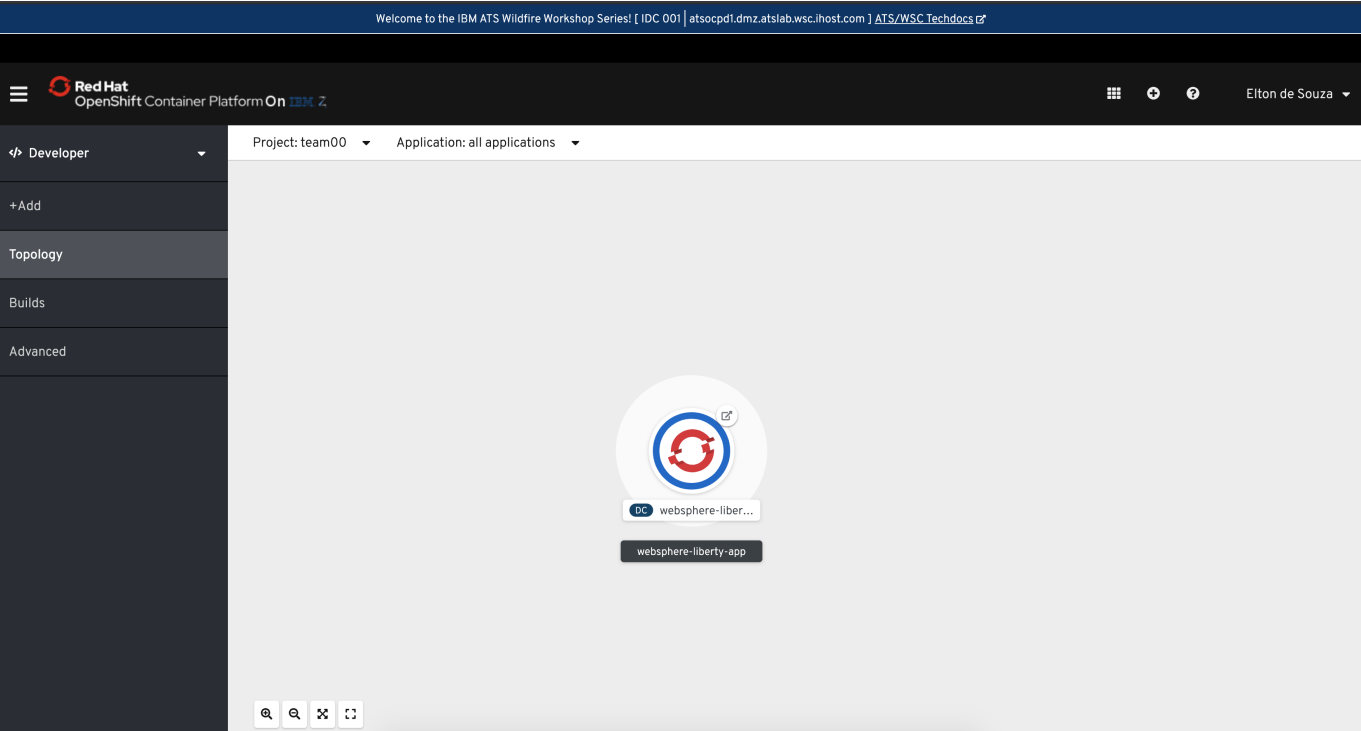 Welcome to the IBM ATS Wildfire Workshop Series! [ IDC 001 | atsocpd1.dmz.atslab.wsc.ihost.com ] ATS/WSC Techdocs
Red Hat
OpenShift Container Platform On IBM Z
Elton de Souza
</> Developer
Project: team00
Application: all applications
+Add
Topology
Builds
Advanced
DC websphere-liber...
websphere-liberty-app